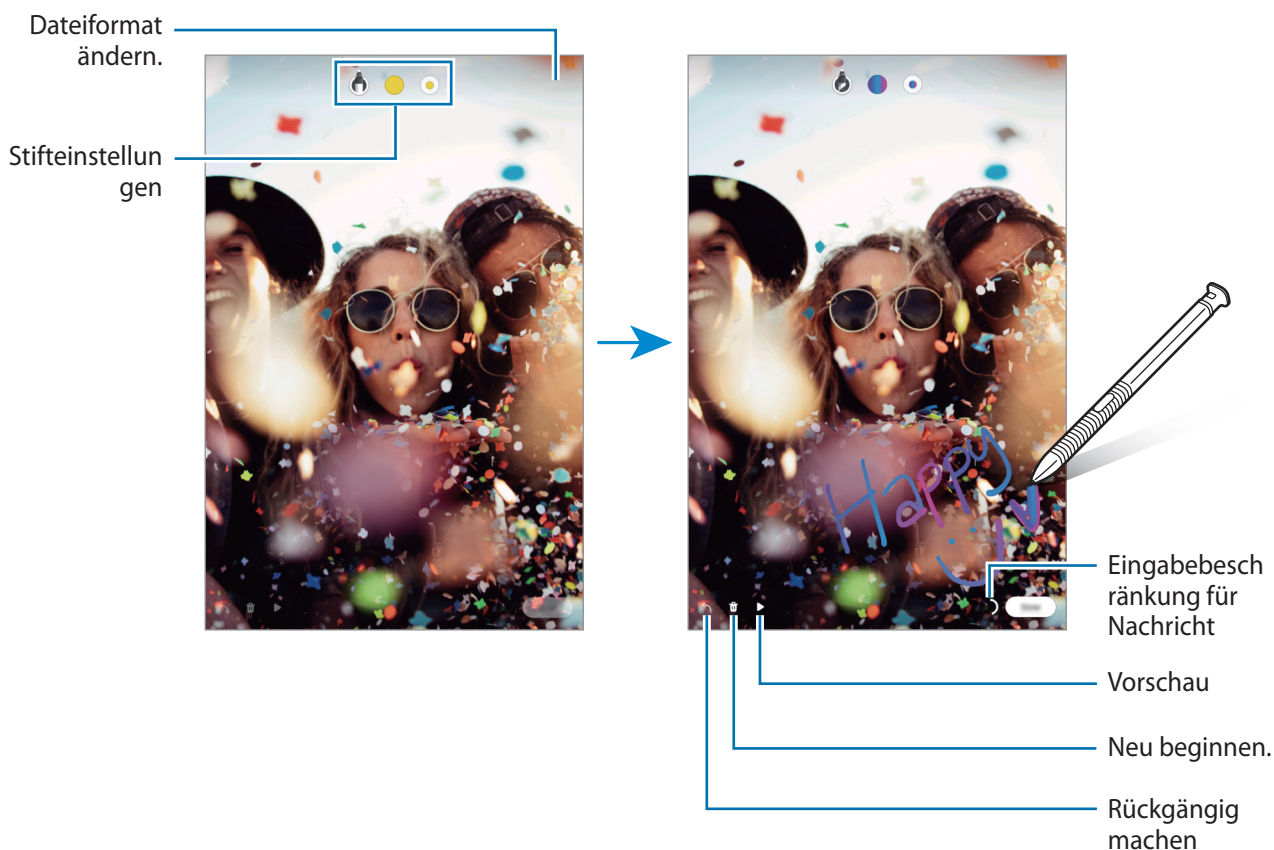 Dateiformat
ändern.
Stifteinstellun
gen
Happy
Eingabebesch
ränkung für
Nachricht
Vorschau
Neu beginnen.
Rückgängig
machen